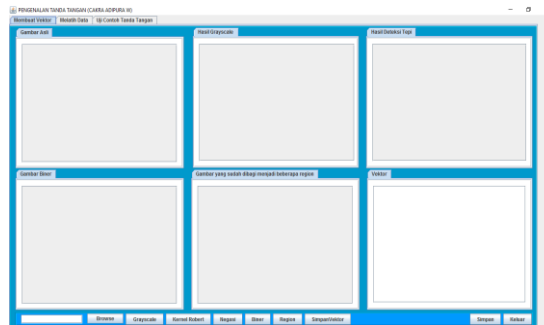 PENGENALAN TANDA TANGAN (CAKRA ADIPURA W)
Membuat Vektor Melatih Data Uji Contoh Tanda Tangan
Gambar Asli Hasil Grayscale Hasil Deteksi Tepi
Gambar Biner Gambar yang sudah dibagi menjadi beberapa region Vektor
Browse Grayscale Kernel Robert Negasi Biner Region SimpanVektor Simpan Keluar